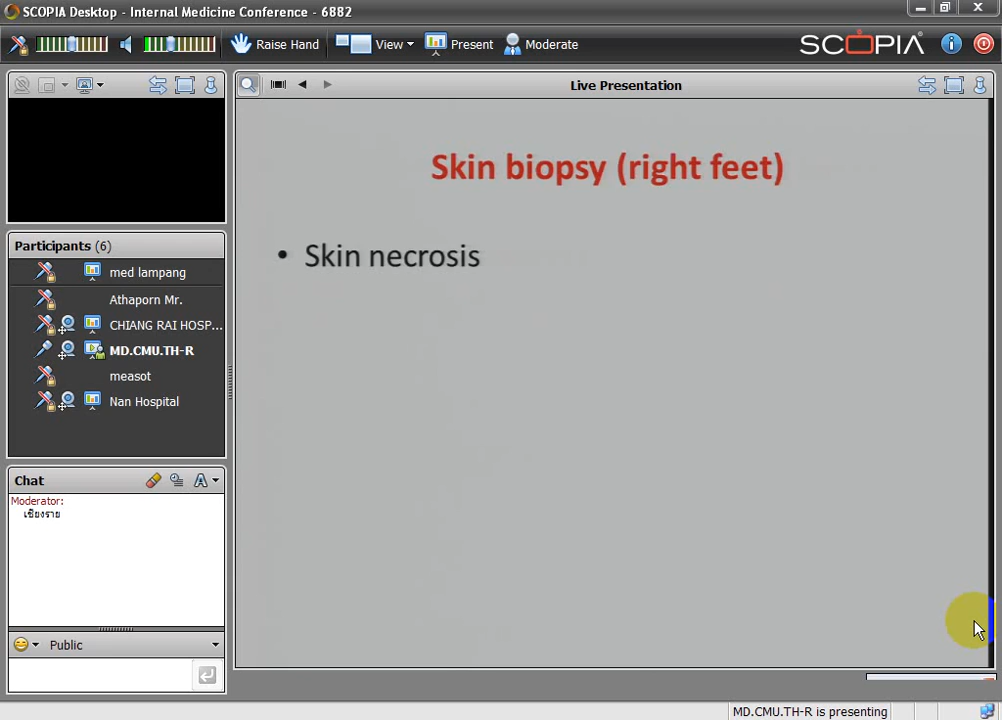 SCOPIA Desktop - Internal Medicine Conference - 6882
Raise Hand
View
Present
Moderate
SCOPIA
Live Presentation
Skin biopsy (right feet)
• Skin necrosis
Participants (6)
med lampang
Athaporn Mr.
CHIANG RAI HOSP...
MD.CMU.TH-R
measot
Nan Hospital
Chat
Moderator:
เชียงราย
Public
MD.CMU.TH-R is presenting